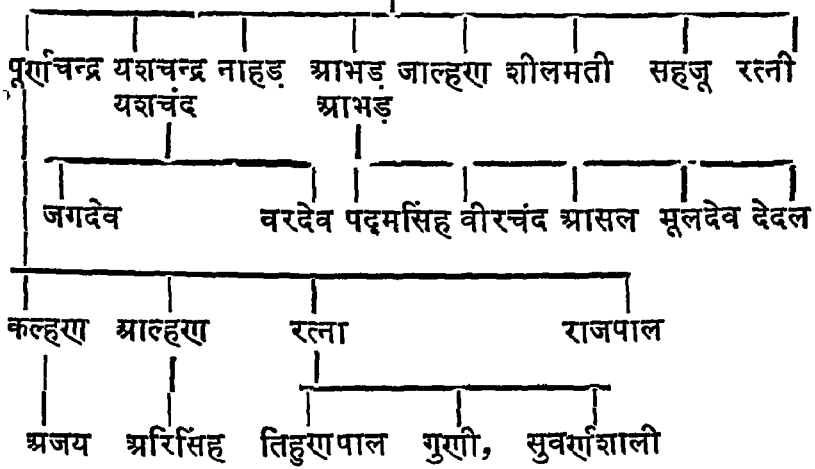 पूर्णचन्द्र यशचन्द्र नाहड़ आभड़ जाल्हण शीलमती सहजू रत्नी
यशचंद आभड़
जगदेव वरदेव पद्मसिंह वीरचंद आसल मूलदेव देदल
कल्हण आल्हण रत्ना राजपाल
अजय अरिसिंह तिहुणपाल गुणी, सुवर्णशाली